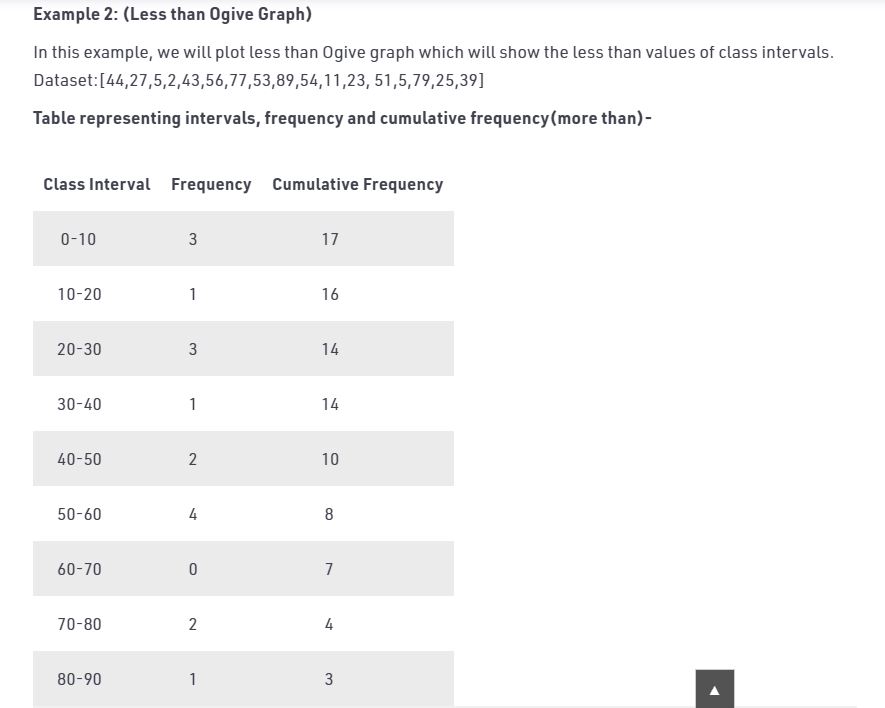 Example 2: (Less than Ogive Graph)
In this example, we will plot less than Ogive graph which will show the less than values of class intervals.
Dataset:[44,27,5,2,43,56,77,53,89,54,11,23, 51,5,79,25,39]
Table representing intervals, frequency and cumulative frequency(more than)-
Class Interval Frequency Cumulative Frequency
0-10 3 17
10-20 1 16
20-30 3 14
30-40 1 14
40-50 2 10
50-60 4 8
60-70 0 7
70-80 2 4
80-90 1 3